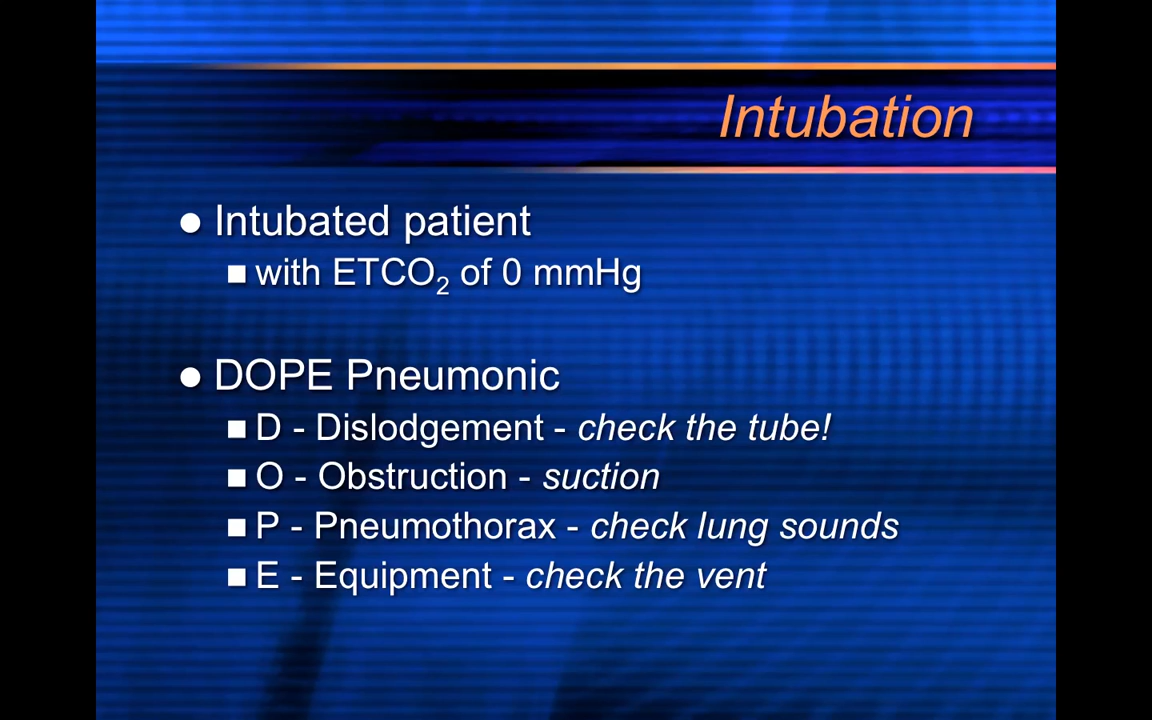 Intubation
● Intubated patient
■ with ETCO₂ of 0 mmHg
● DOPE Pneumonic
■ D - Dislodgement - check the tube!
■ O - Obstruction - suction
■ P - Pneumothorax - check lung sounds
■ E - Equipment - check the vent